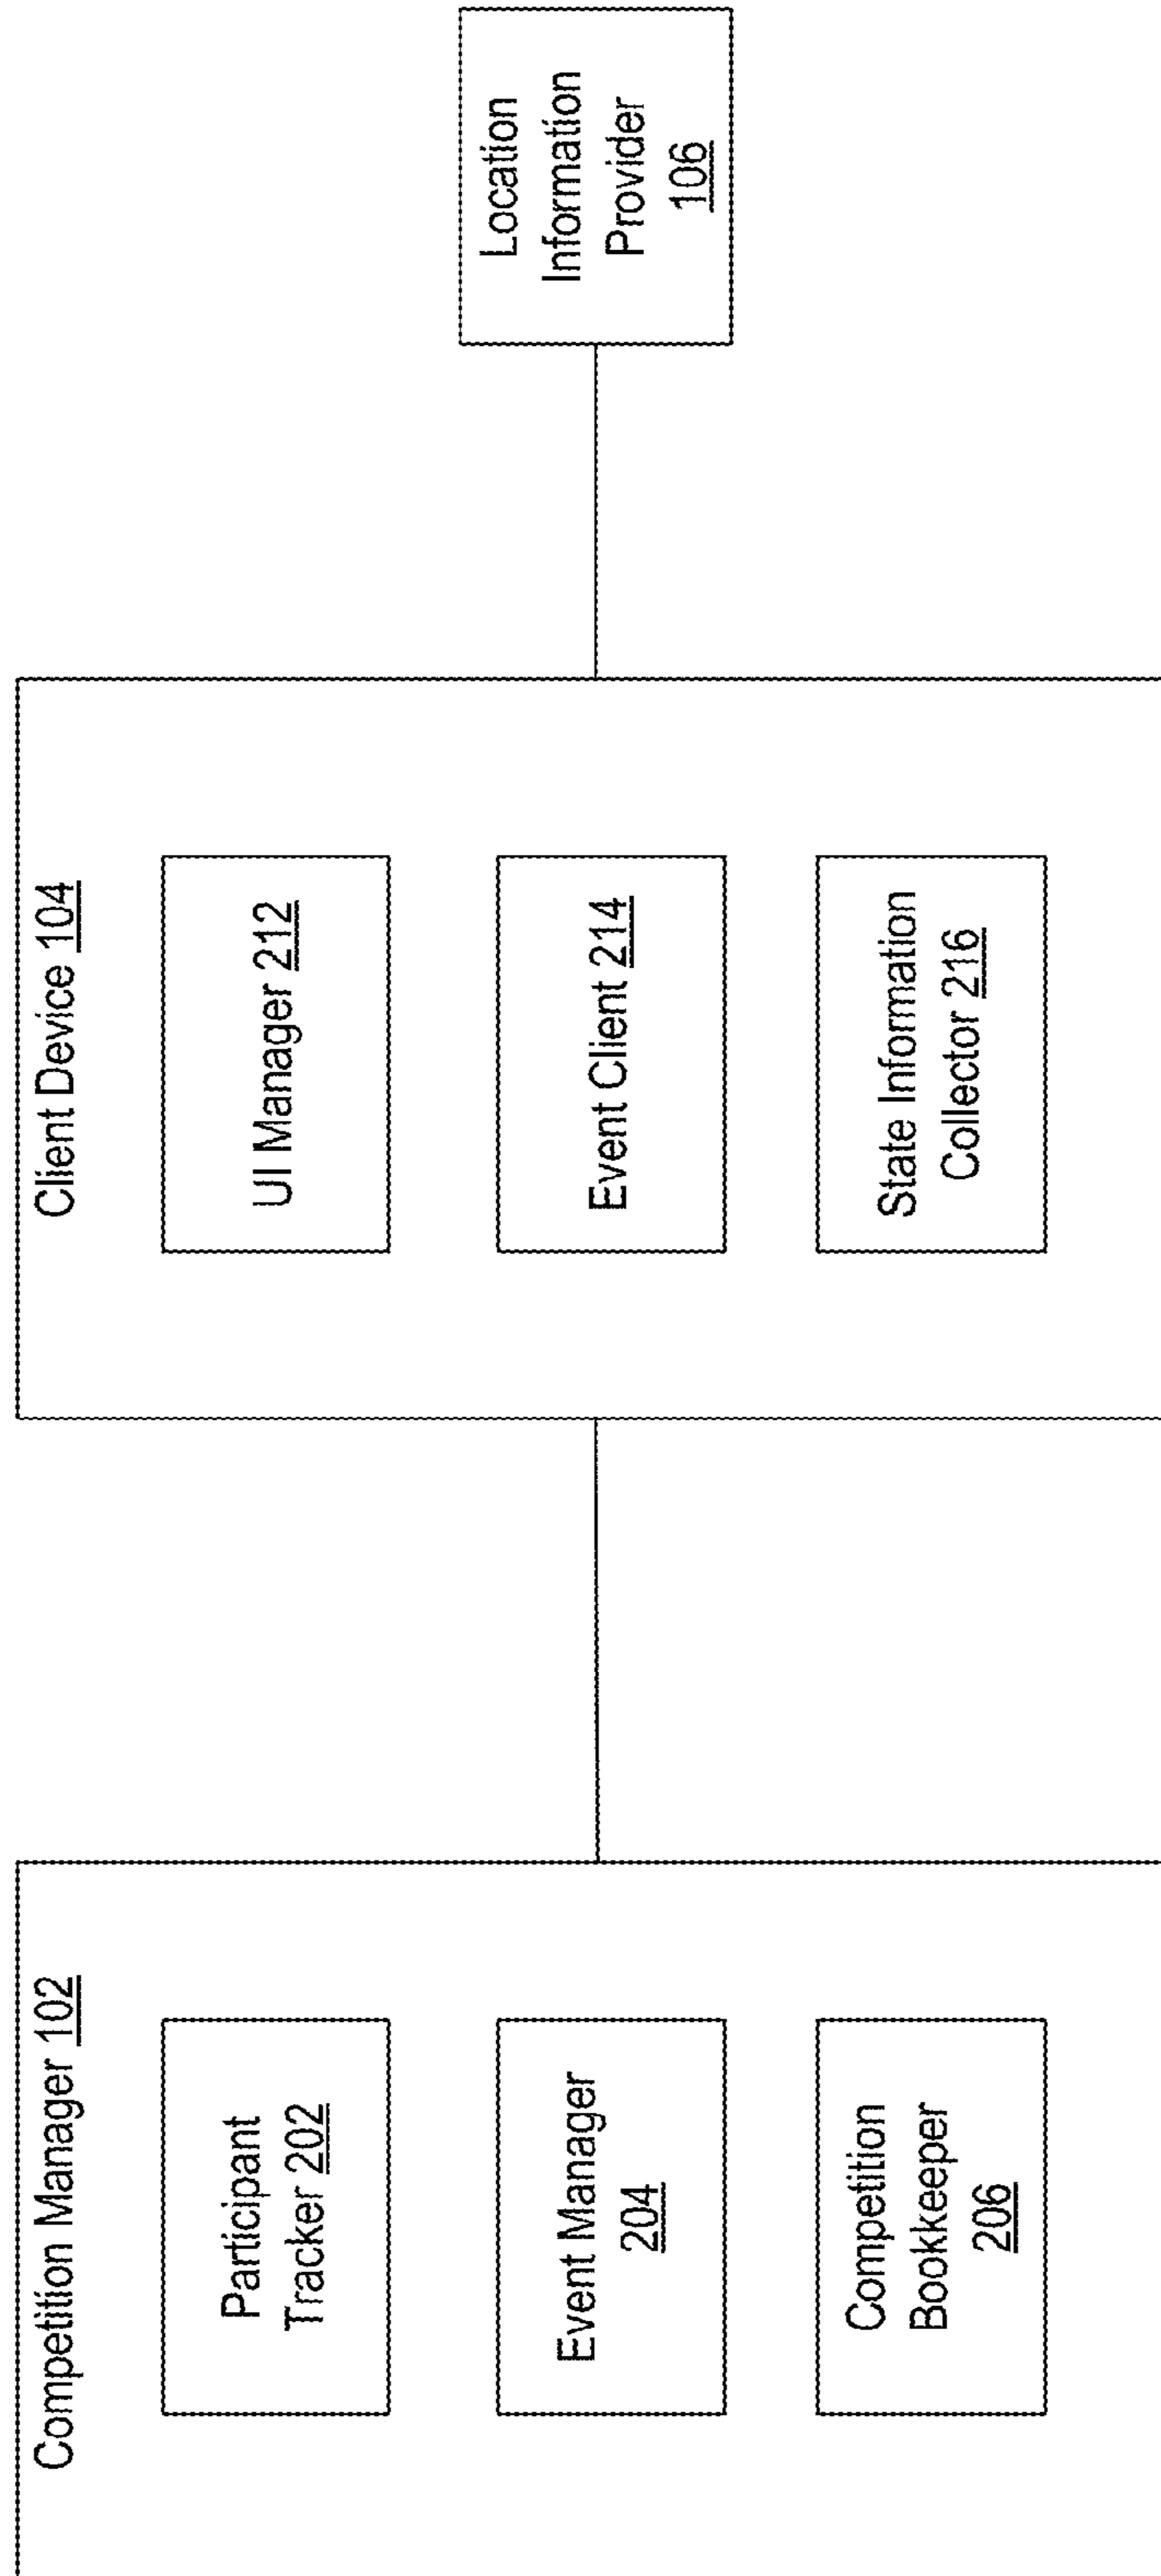 Competition Manager 102
Participant
Tracker 202
Event Manager
204
Competition
Bookkeeper
206
Client Device 104
UI Manager 212
Event Client 214
State Information
Collector 216
Location
Information
Provider
106